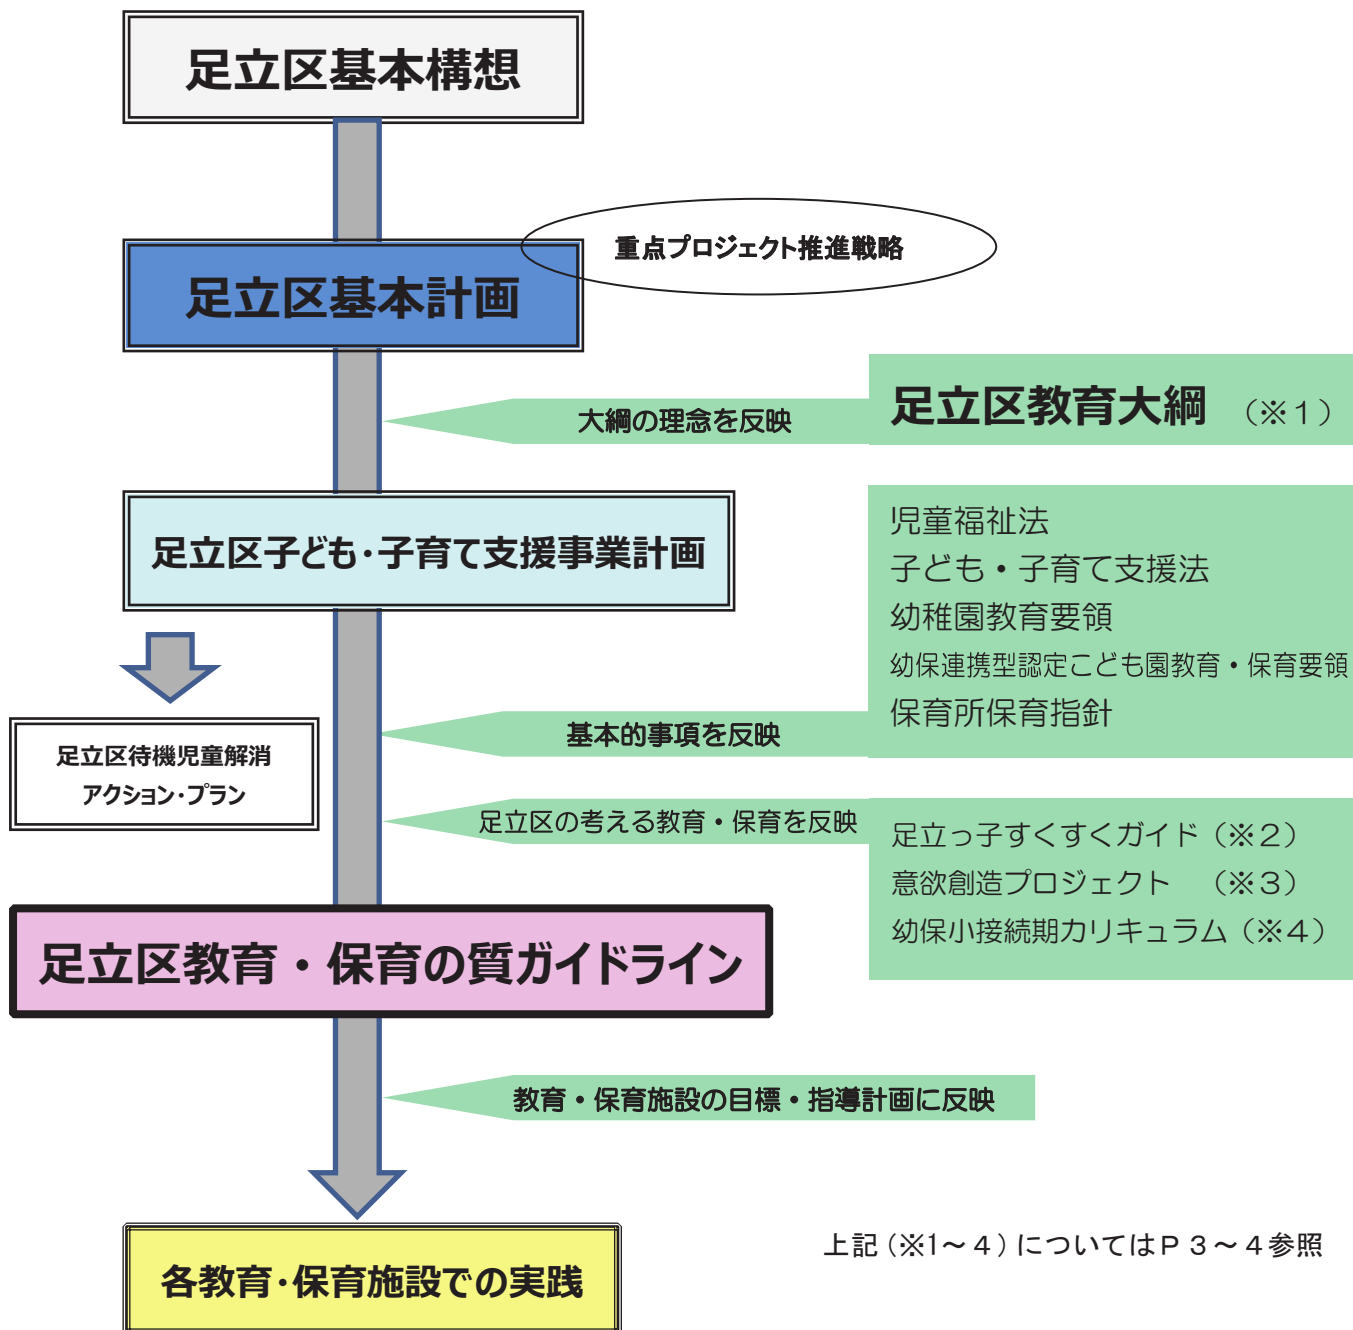 足立区基本構想
重点プロジェクト推進戦略
足立区基本計画
足立区教育大綱 （※１）
大綱の理念を反映
児童福祉法
足立区子ども・子育て支援事業計画
子ども・子育て支援法
幼稚園教育要領
幼保連携型認定こども園教育・保育要領
保育所保育指針
基本的事項を反映
足立区待機児童解消
アクション・プラン
足立区の考える教育・保育を反映
足立っ子すくすくガイド（※２）
意欲創造プロジェクト　（※３）
幼保小接続期カリキュラム（※４）
足立区教育・保育の質ガイドライン
教育・保育施設の目標・指導計画に反映
上記（※1～４）についてはＰ３～４参照
各教育・保育施設での実践